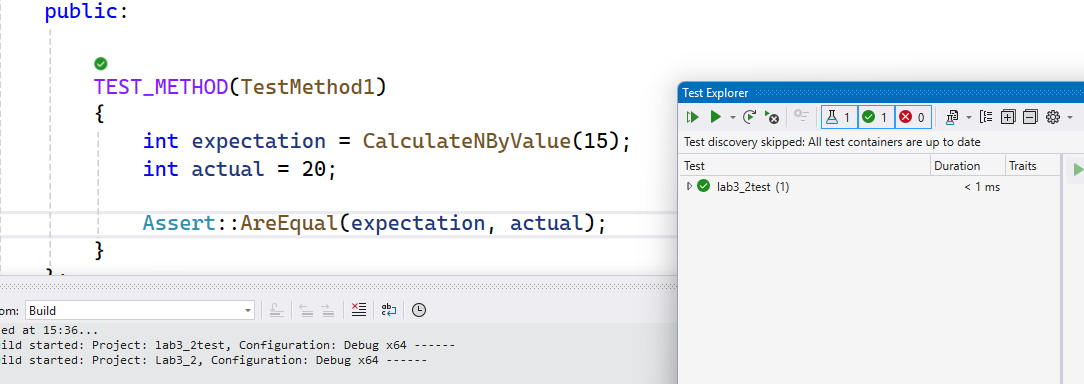 public:
TEST_METHOD(TestMethod1)
{
int expectation = CalculateNByValue(15);
int actual = 20;
Assert::AreEqual(expectation, actual);
}
Test Explorer
1 1 0
Test discovery skipped: All test containers are up to date
Test Duration Traits
lab3_2test (1) < 1 ms
om: Build
ed at 15:36...
ild started: Project: lab3_2test, Configuration: Debug x64 ------
ild started: Project: Lab3_2, Configuration: Debug x64 ------